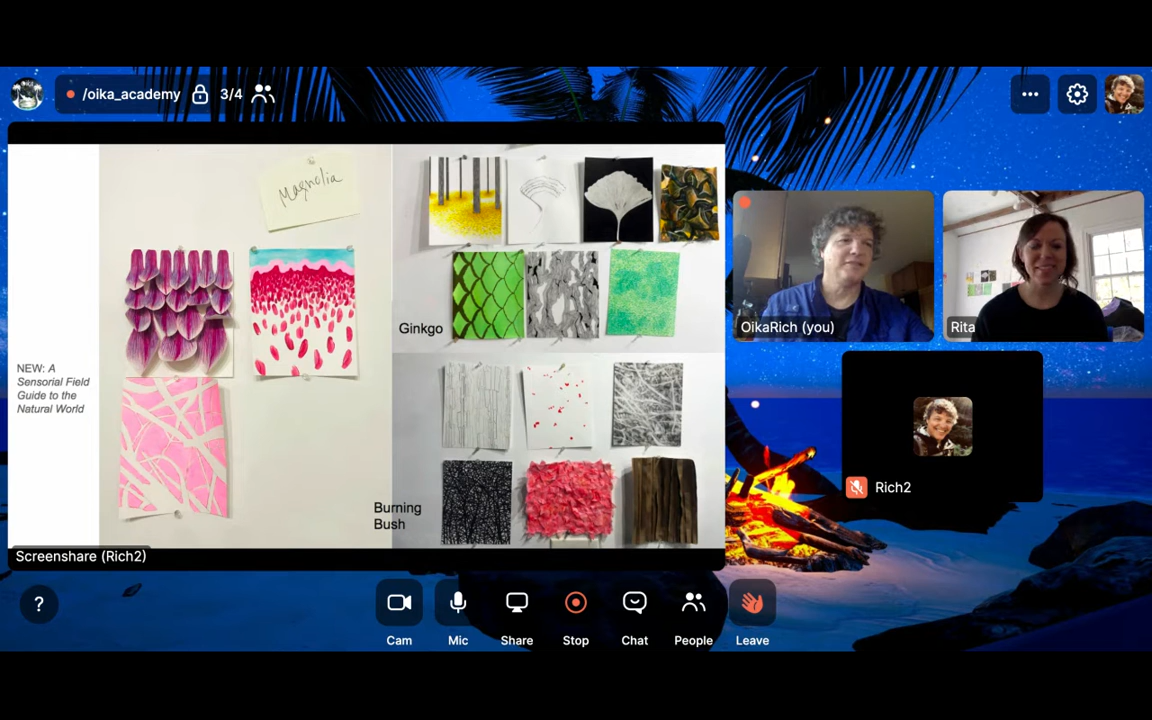 /oika_academy
3/4
Magnolia
NEW: A
Sensorial Field
Guide to the
Natural World
Ginkgo
Burning
Bush
Screenshare (Rich2)
OikaRich (you)
Rita
Rich2
?
Cam
Mic
Share
Stop
Chat
People
Leave